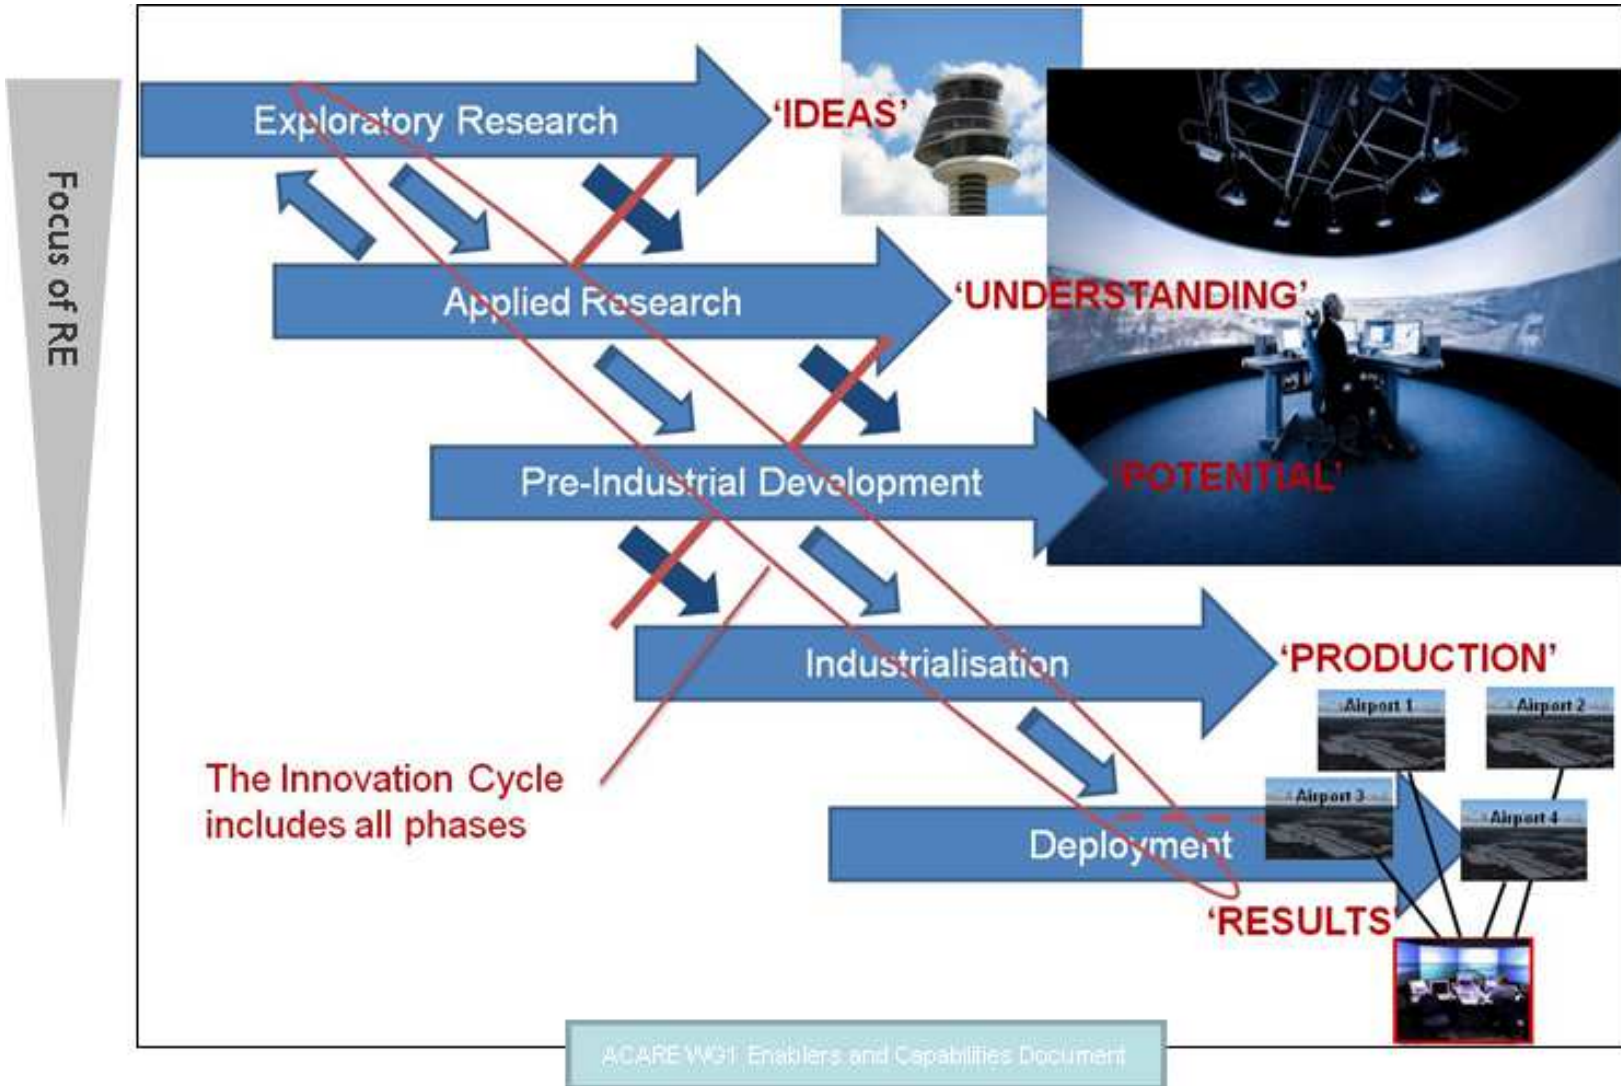 Focus of RE
Exploratory Research
‘IDEAS’
Applied Research
‘UNDERSTANDING’
Pre-Industrial Development
‘POTENTIAL’
Industrialisation
‘PRODUCTION’
Airport 1
Airport 2
The Innovation Cycle
includes all phases
Airport 3
Airport 4
Deployment
‘RESULTS’
ACARE WG1 Enablers and Capabilities Document